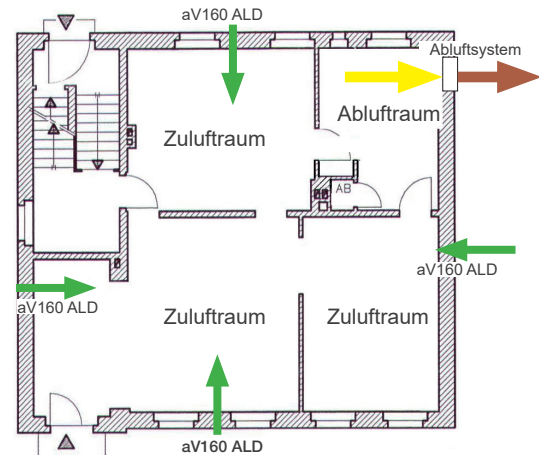 aV160 ALD
Abluftsystem
Abluftraum
Zuluftraum
AB
aV160 ALD
aV160 ALD
Zuluftraum
Zuluftraum
aV160 ALD